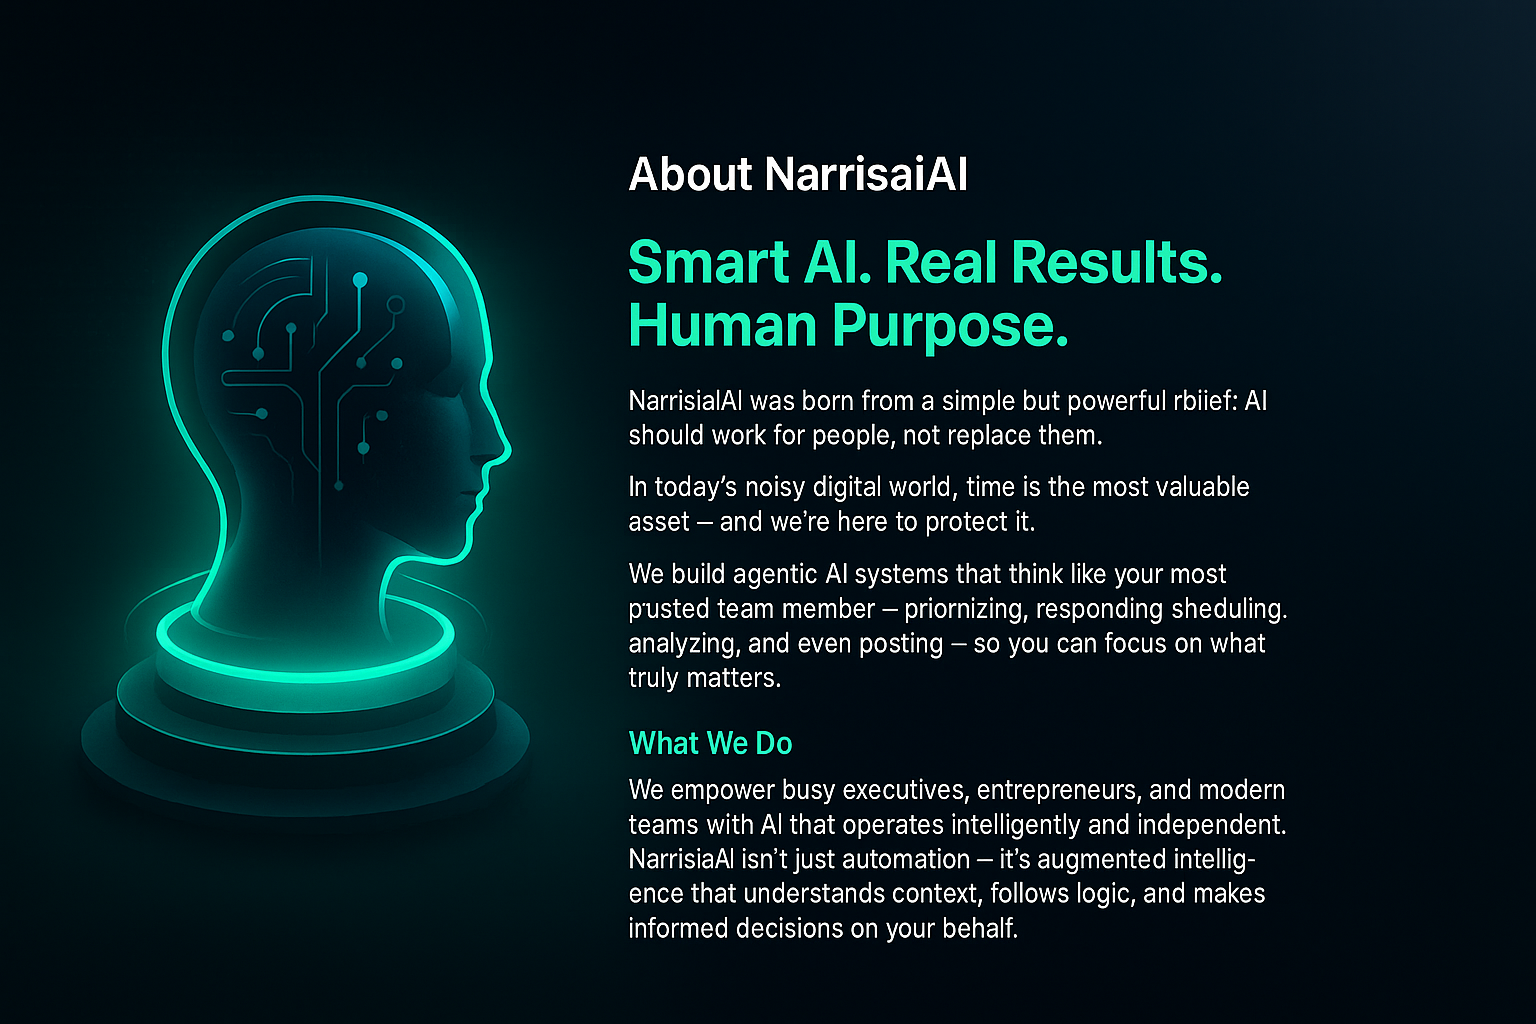 About NarrisaiAI
Smart AI. Real Results.
Human Purpose.
NarrisialAI was born from a simple but powerful rbiief: AI
should work for people, not replace them.
In today’s noisy digital world, time is the most valuable
asset – and we’re here to protect it.
We build agentic AI systems that think like your most
prusted team member – priornizing, responding sheduling.
analyzing, and even posting – so you can focus on what
truly matters.
What We Do
We empower busy executives, entrepreneurs, and modern
teams with AI that operates intelligently and independent.
NarrisiaAI isn’t just automation – it’s augmented intellig-
ence that understands context, follows logic, and makes
informed decisions on your behalf.